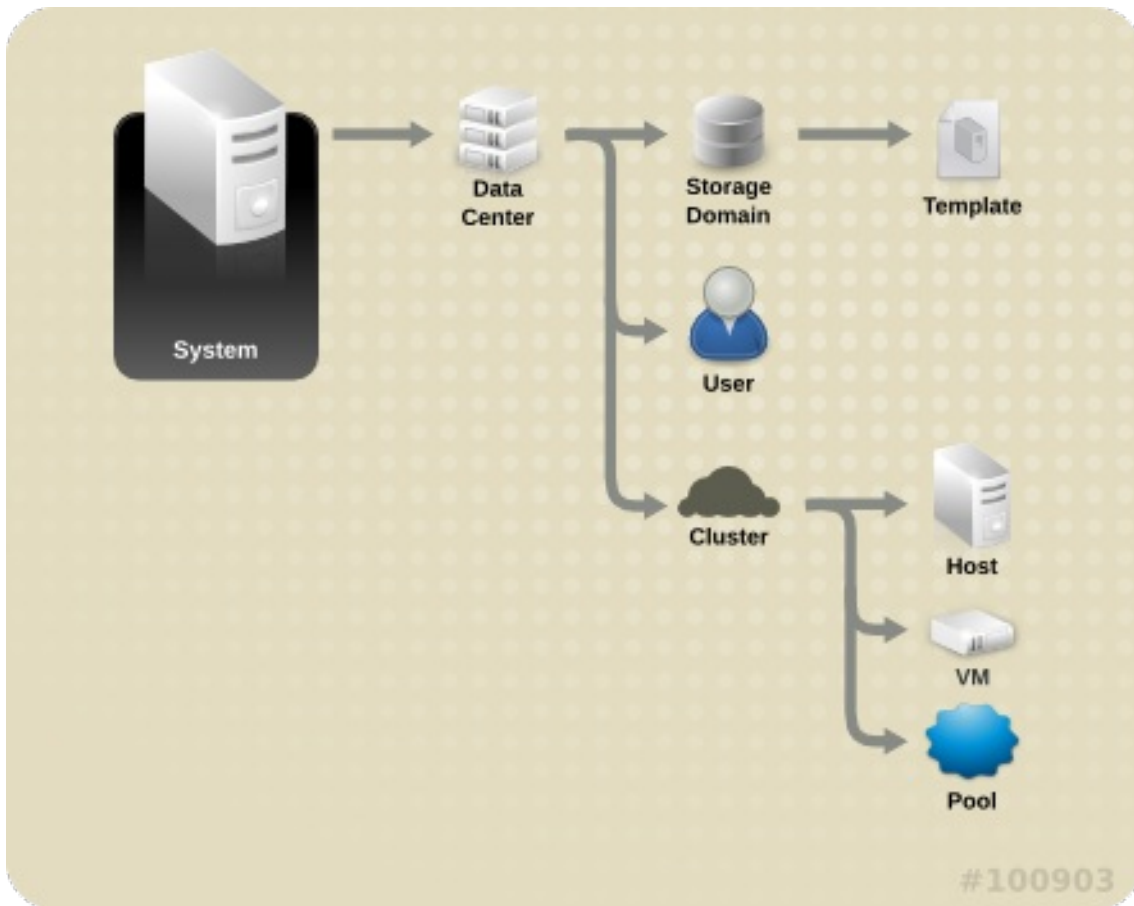 System
Data
Center
Storage
Domain
Template
User
Cluster
Host
VM
Pool
#100903